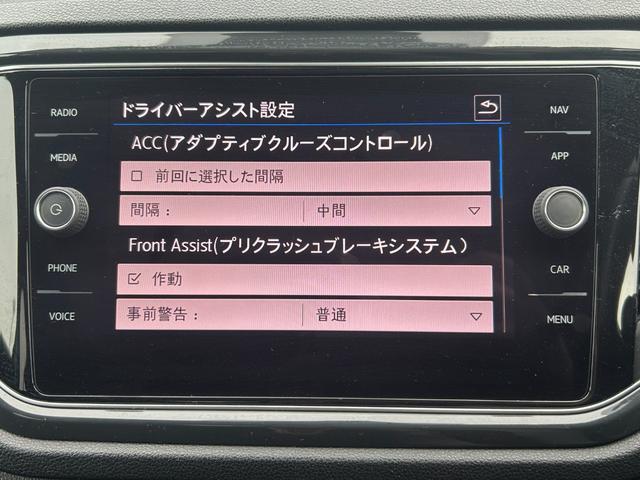 RADIO
MEDIA
PHONE
VOICE
ドライバーアシスト設定
ACC(アダプティブクルーズコントロール)
前回に選択した間隔
間隔： 中間
Front Assist(プリクラッシュブレーキシステム)
作動
事前警告： 普通
NAV
APP
CAR
MENU